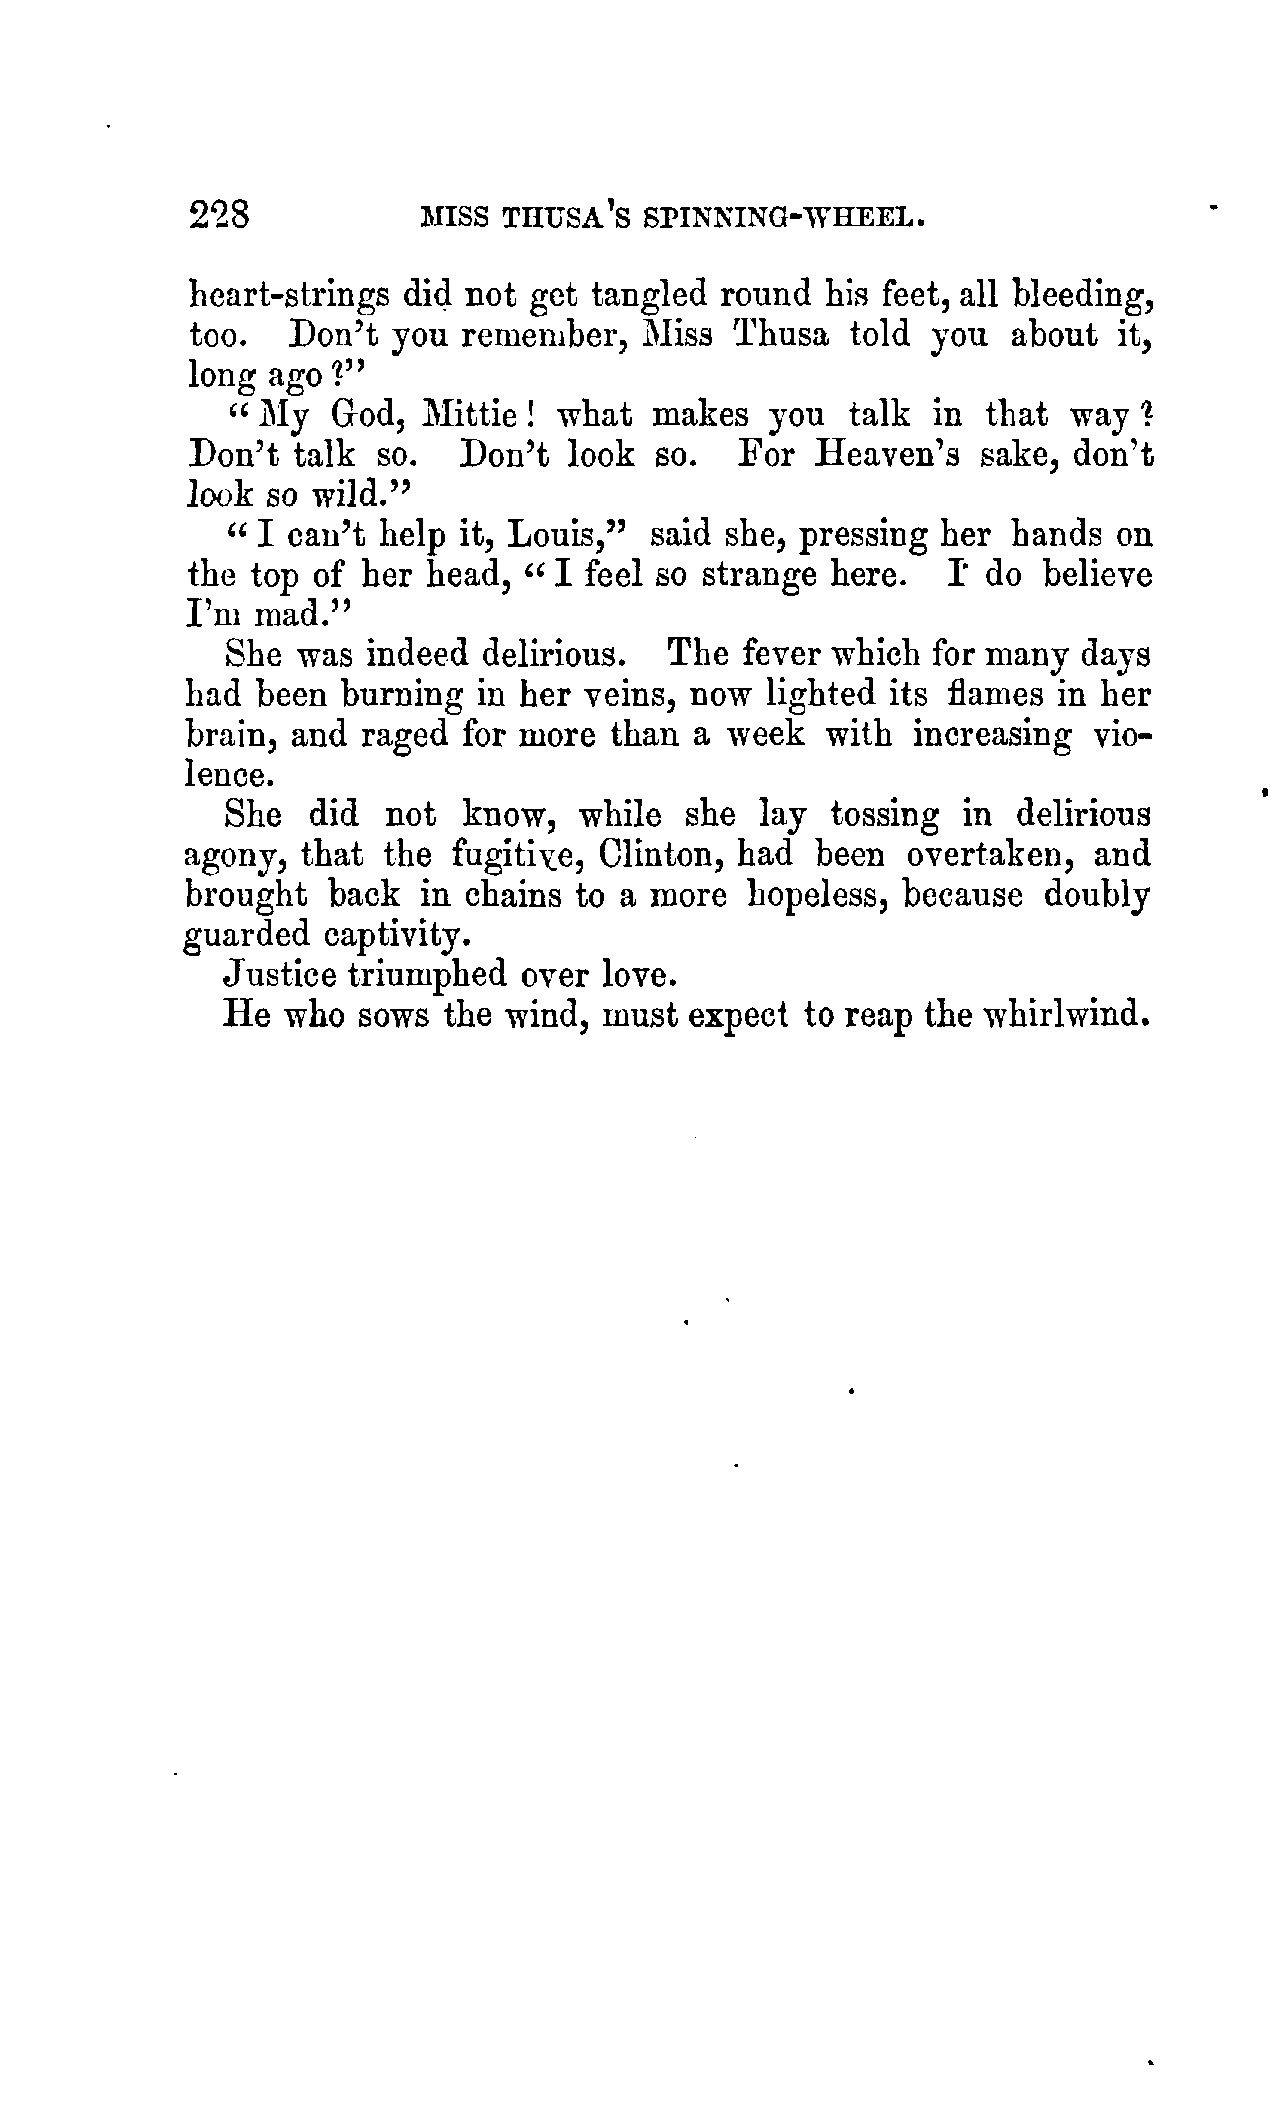 228 MISS THUSA'S SPINNING-WHEEL.
heart-strings did not get tangled round his feet, all bleeding,
too. Don't you remember, Miss Thusa told you about it,
long ago?"
"My God, Mittie! what makes you talk in that way?
Don't talk so. Don't look so. For Heaven's sake, don't
look so wild."
"I can't help it, Louis," said she, pressing her hands on
the top of her head, "I feel so strange here. I do believe
I'm mad."
She was indeed delirious. The fever which for many days
had been burning in her veins, now lighted its flames in her
brain, and raged for more than a week with increasing vio-
lence.
She did not know, while she lay tossing in delirious
agony, that the fugitive, Clinton, had been overtaken, and
brought back in chains to a more hopeless, because doubly
guarded captivity.
Justice triumphed over love.
He who sows the wind, must expect to reap the whirlwind.